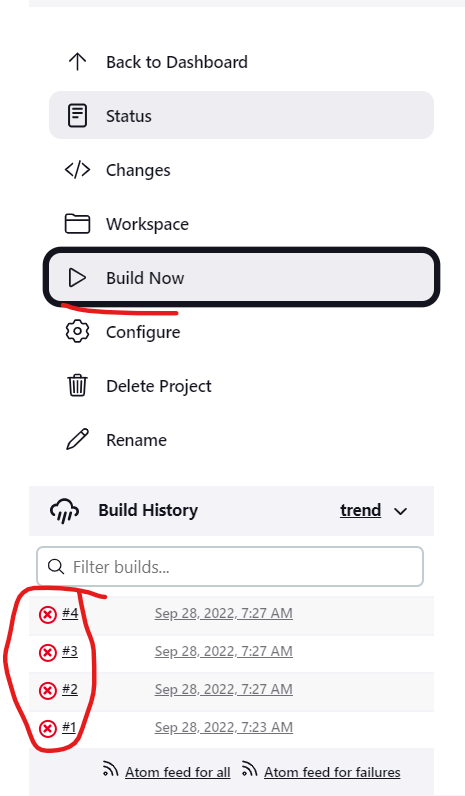 Back to Dashboard
Status
Changes
Workspace
Build Now
Configure
Delete Project
Rename
Build History trend
Filter builds...
#4 Sep 28, 2022, 7:27 AM
#3 Sep 28, 2022, 7:27 AM
#2 Sep 28, 2022, 7:27 AM
#1 Sep 28, 2022, 7:23 AM
Atom feed for all Atom feed for failures